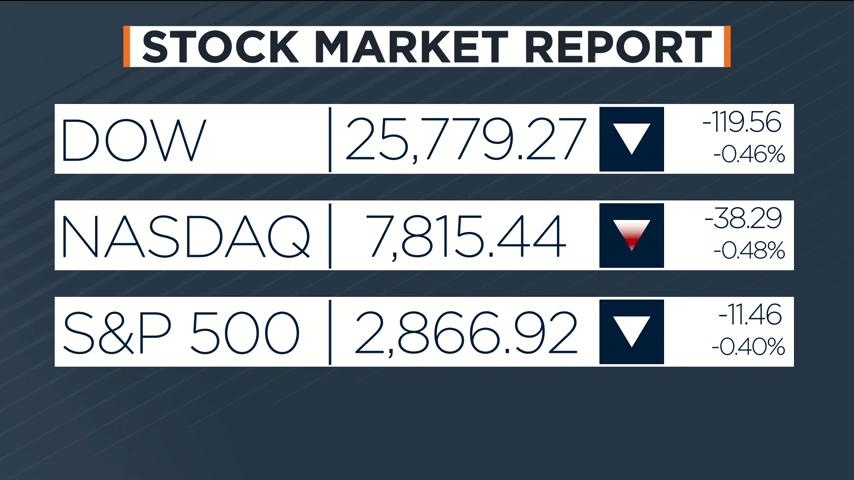 STOCK MARKET REPORT
DOW 25,779.27 -119.56
-0.46%
NASDAQ 7,815.44 -38.29
-0.48%
S&P 500 2,866.92 -11.46
-0.40%